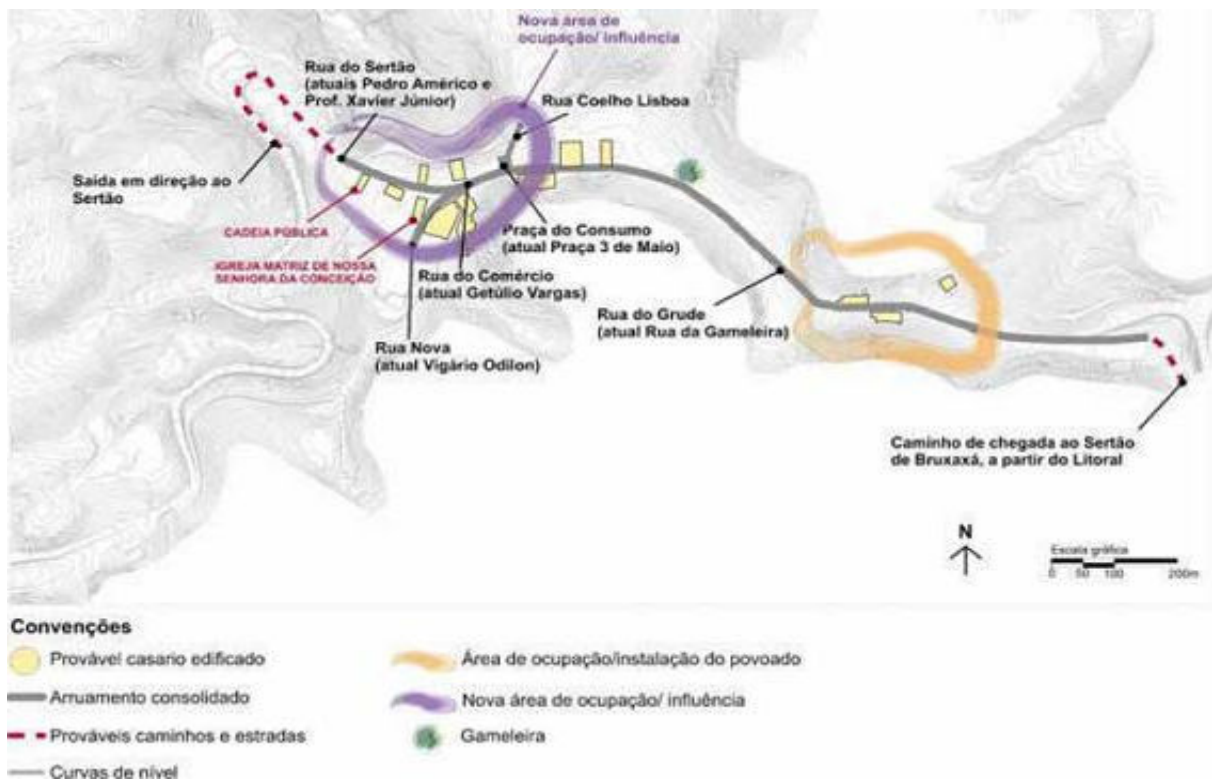 Nova área de
ocupação/ influência
Rua do Sertão
(atuais Pedro Américo e
Prof. Xavier Júnior)
Rua Coelho Lisboa
Saída em direção ao
Sertão
CADEIA PÚBLICA
IGREJA MATRIZ DE NOSSA
SENHORA DA CONCEIÇÃO
Praça do Consumo
(atual Praça 3 de Maio)
Rua do Comércio
(atual Getúlio Vargas)
Rua do Grude
(atual Rua da Gameleira)
Rua Nova
(atual Vigário Odilon)
Caminho de chegada ao Sertão
de Bruxaxá, a partir do Litoral
N
Escala gráfica
0 50 100 200m
Convenções
Provável casario edificado
Arruamento consolidado
Prováveis caminhos e estradas
Curvas de nível
Área de ocupação/instalação do povoado
Nova área de ocupação/ influência
Gameleira